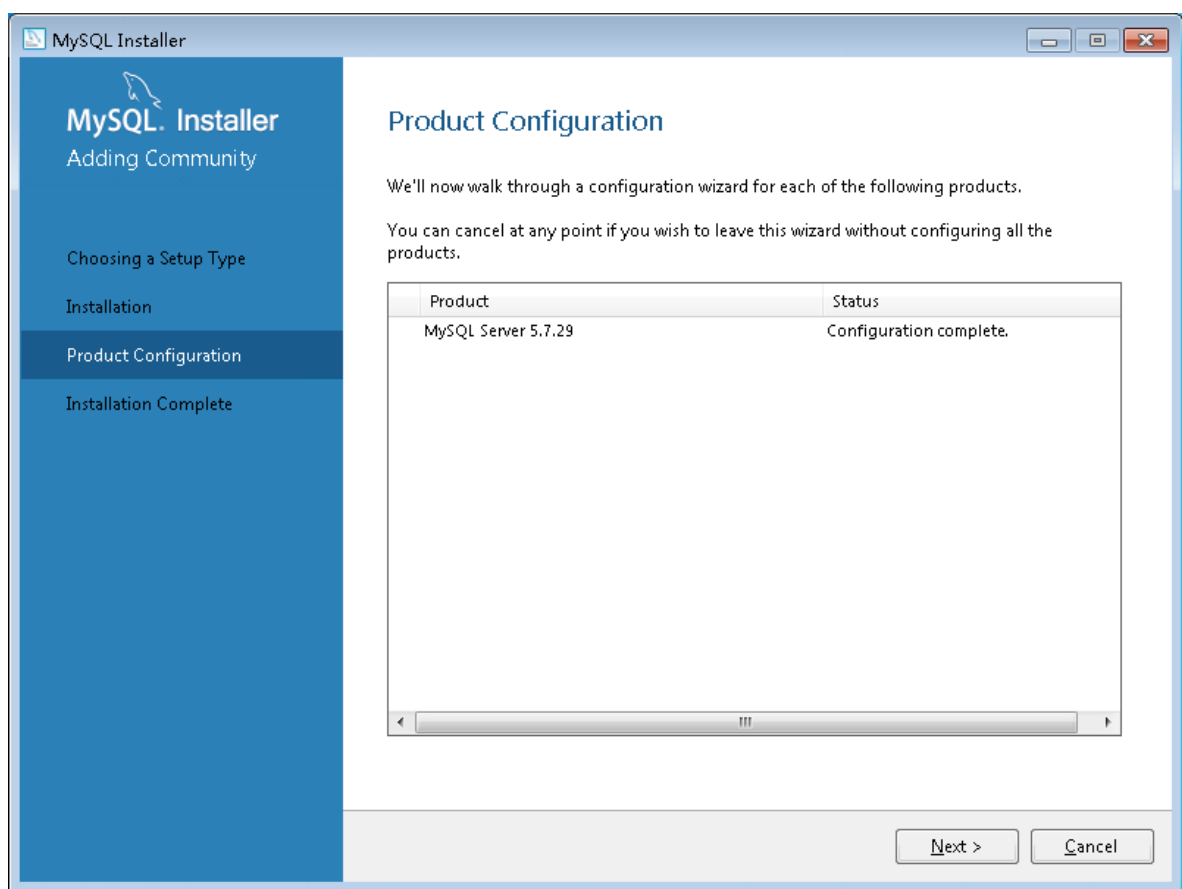 MySQL Installer
MySQL. Installer
Adding Community
Choosing a Setup Type
Installation
Product Configuration
Installation Complete
Product Configuration
We'll now walk through a configuration wizard for each of the following products.
You can cancel at any point if you wish to leave this wizard without configuring all the
products.
Product Status
MySQL Server 5.7.29 Configuration complete.
Next > Cancel